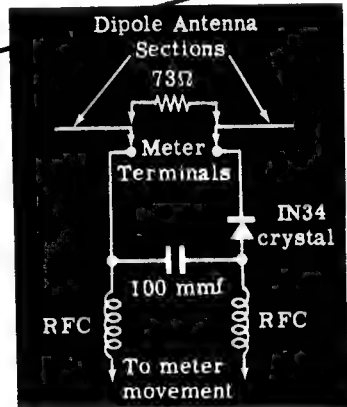 Dipole Antenna
Sections
73Ω
Meter
Terminals
IN34
crystal
100 mmf
RFC
RFC
To meter
movement